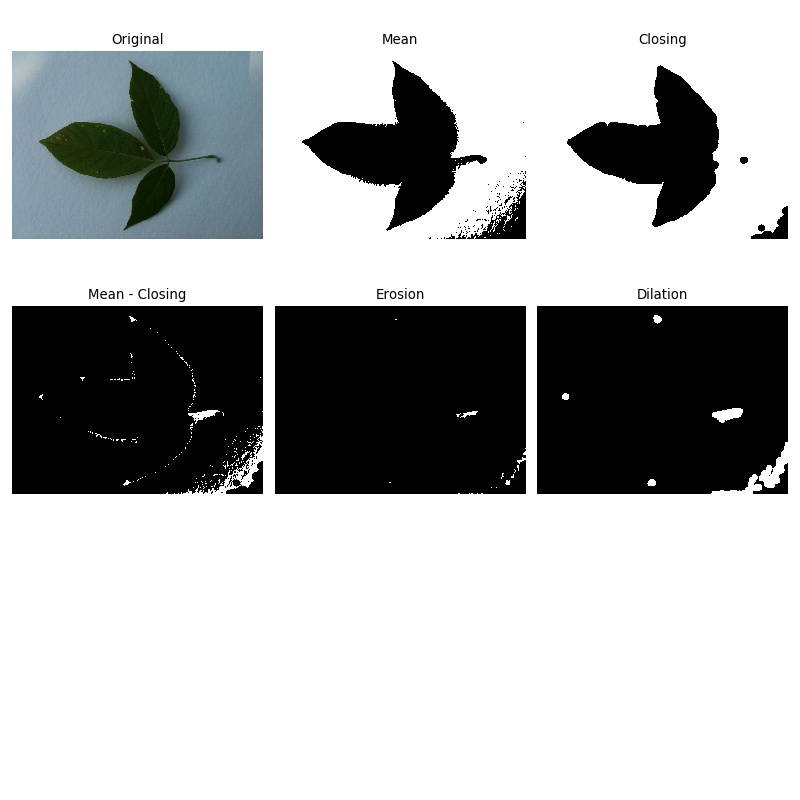 Original
Mean
Closing
Mean - Closing
Erosion
Dilation